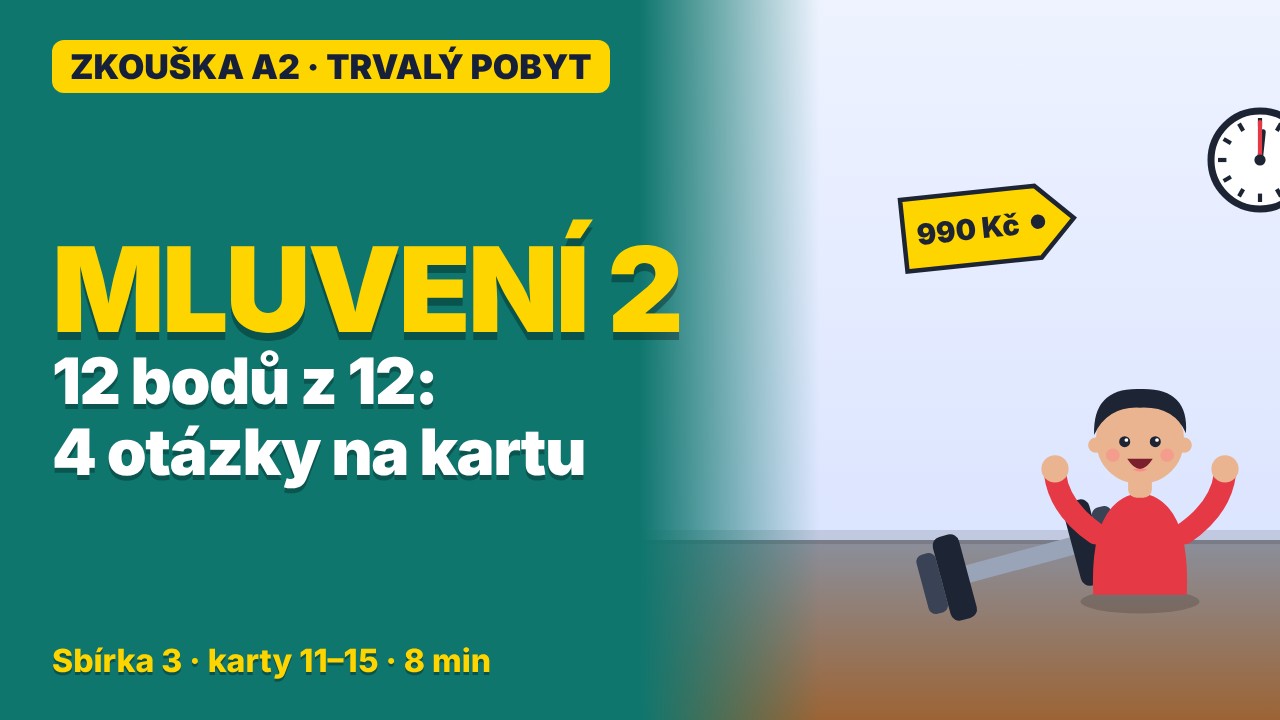 ZKOUŠKA A2 · TRVALÝ POBYT
MLUVENÍ 2
12 bodů z 12:
4 otázky na kartu
990 Kč
Sbírka 3 · karty 11–15 · 8 min